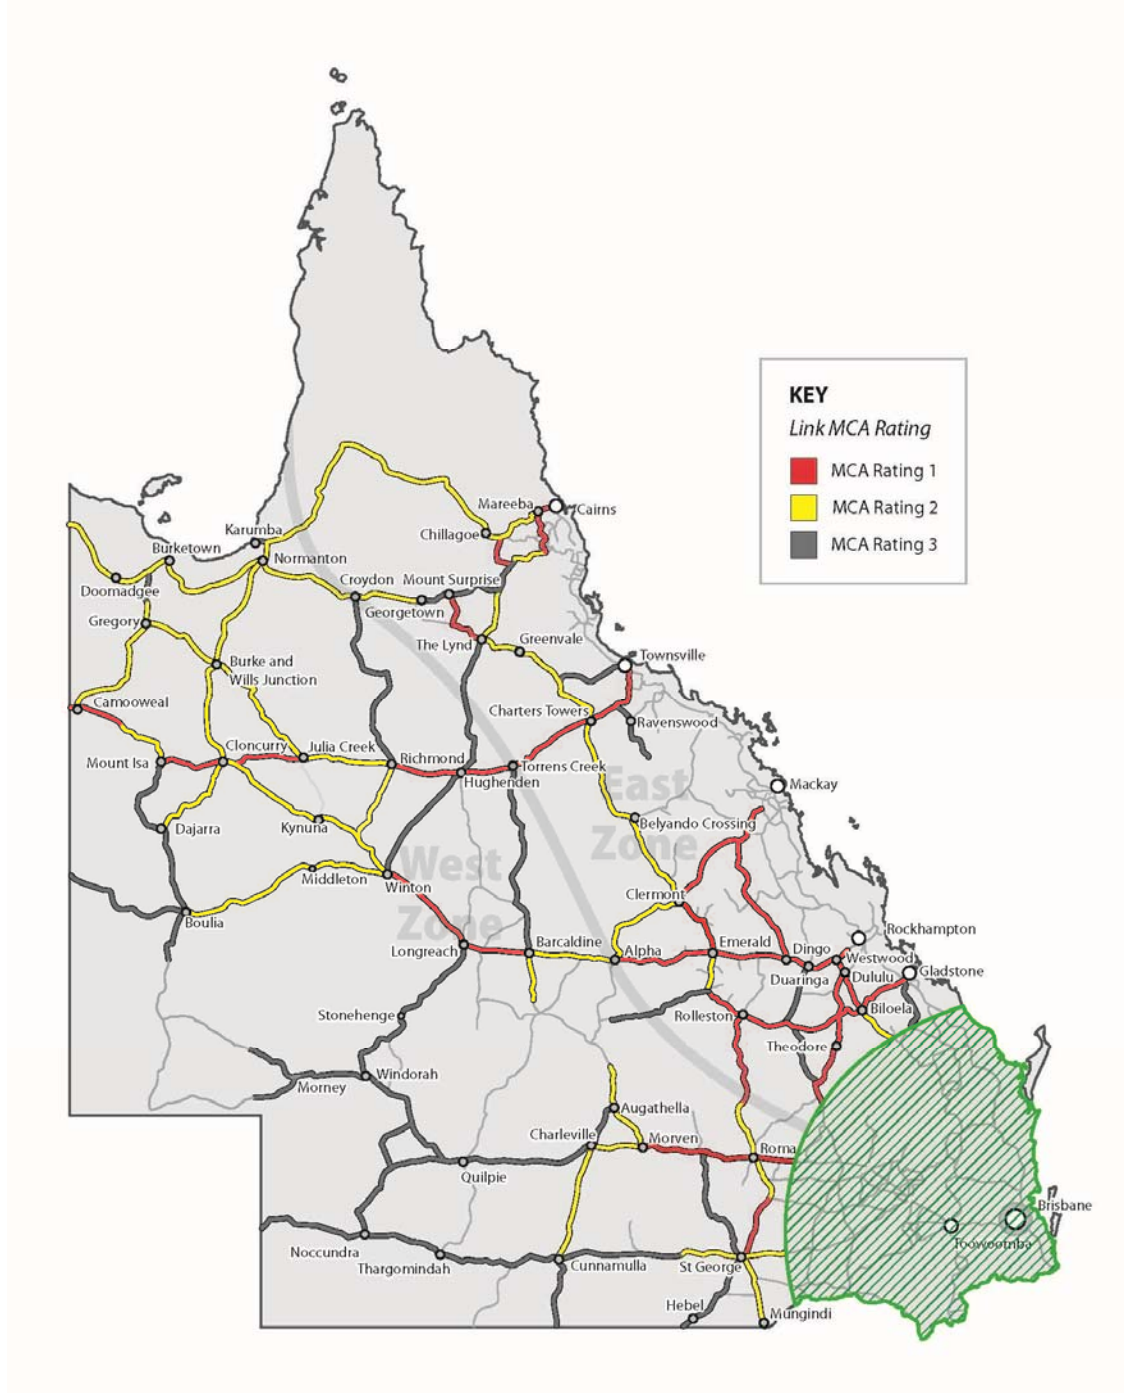 KEY
Link MCA Rating
MCA Rating 1
MCA Rating 2
MCA Rating 3
Mareeba
Cairns
Karumba
Chillagoe
Burketown
Normanton
Croydon
Mount Surprise
Doomadgee
Georgetown
Gregory
The Lynd
Greenvale
Burke and
Wills Junction
Townsville
Camooweal
Charters Towers
Ravenswood
Cloncurry
Julia Creek
Mount Isa
Richmond
Torrens Creek
Hughenden
East
Zone
Mackay
Dajarra
Kynuna
Belyando Crossing
West
Zone
Middleton
Winton
Clermont
Boulia
Longreach
Barcaldine
Alpha
Emerald
Dingo
Rockhampton
Westwood
Duaringa
Dululu
Gladstone
Stonehenge
Rolleston
Biloela
Theodore
Morney
Windorah
Augathella
Charleville
Morven
Roma
Quilpie
Brisbane
Toowoomba
Noccundra
Thargomindah
Cunnamulla
St George
Hebel
Mungindi